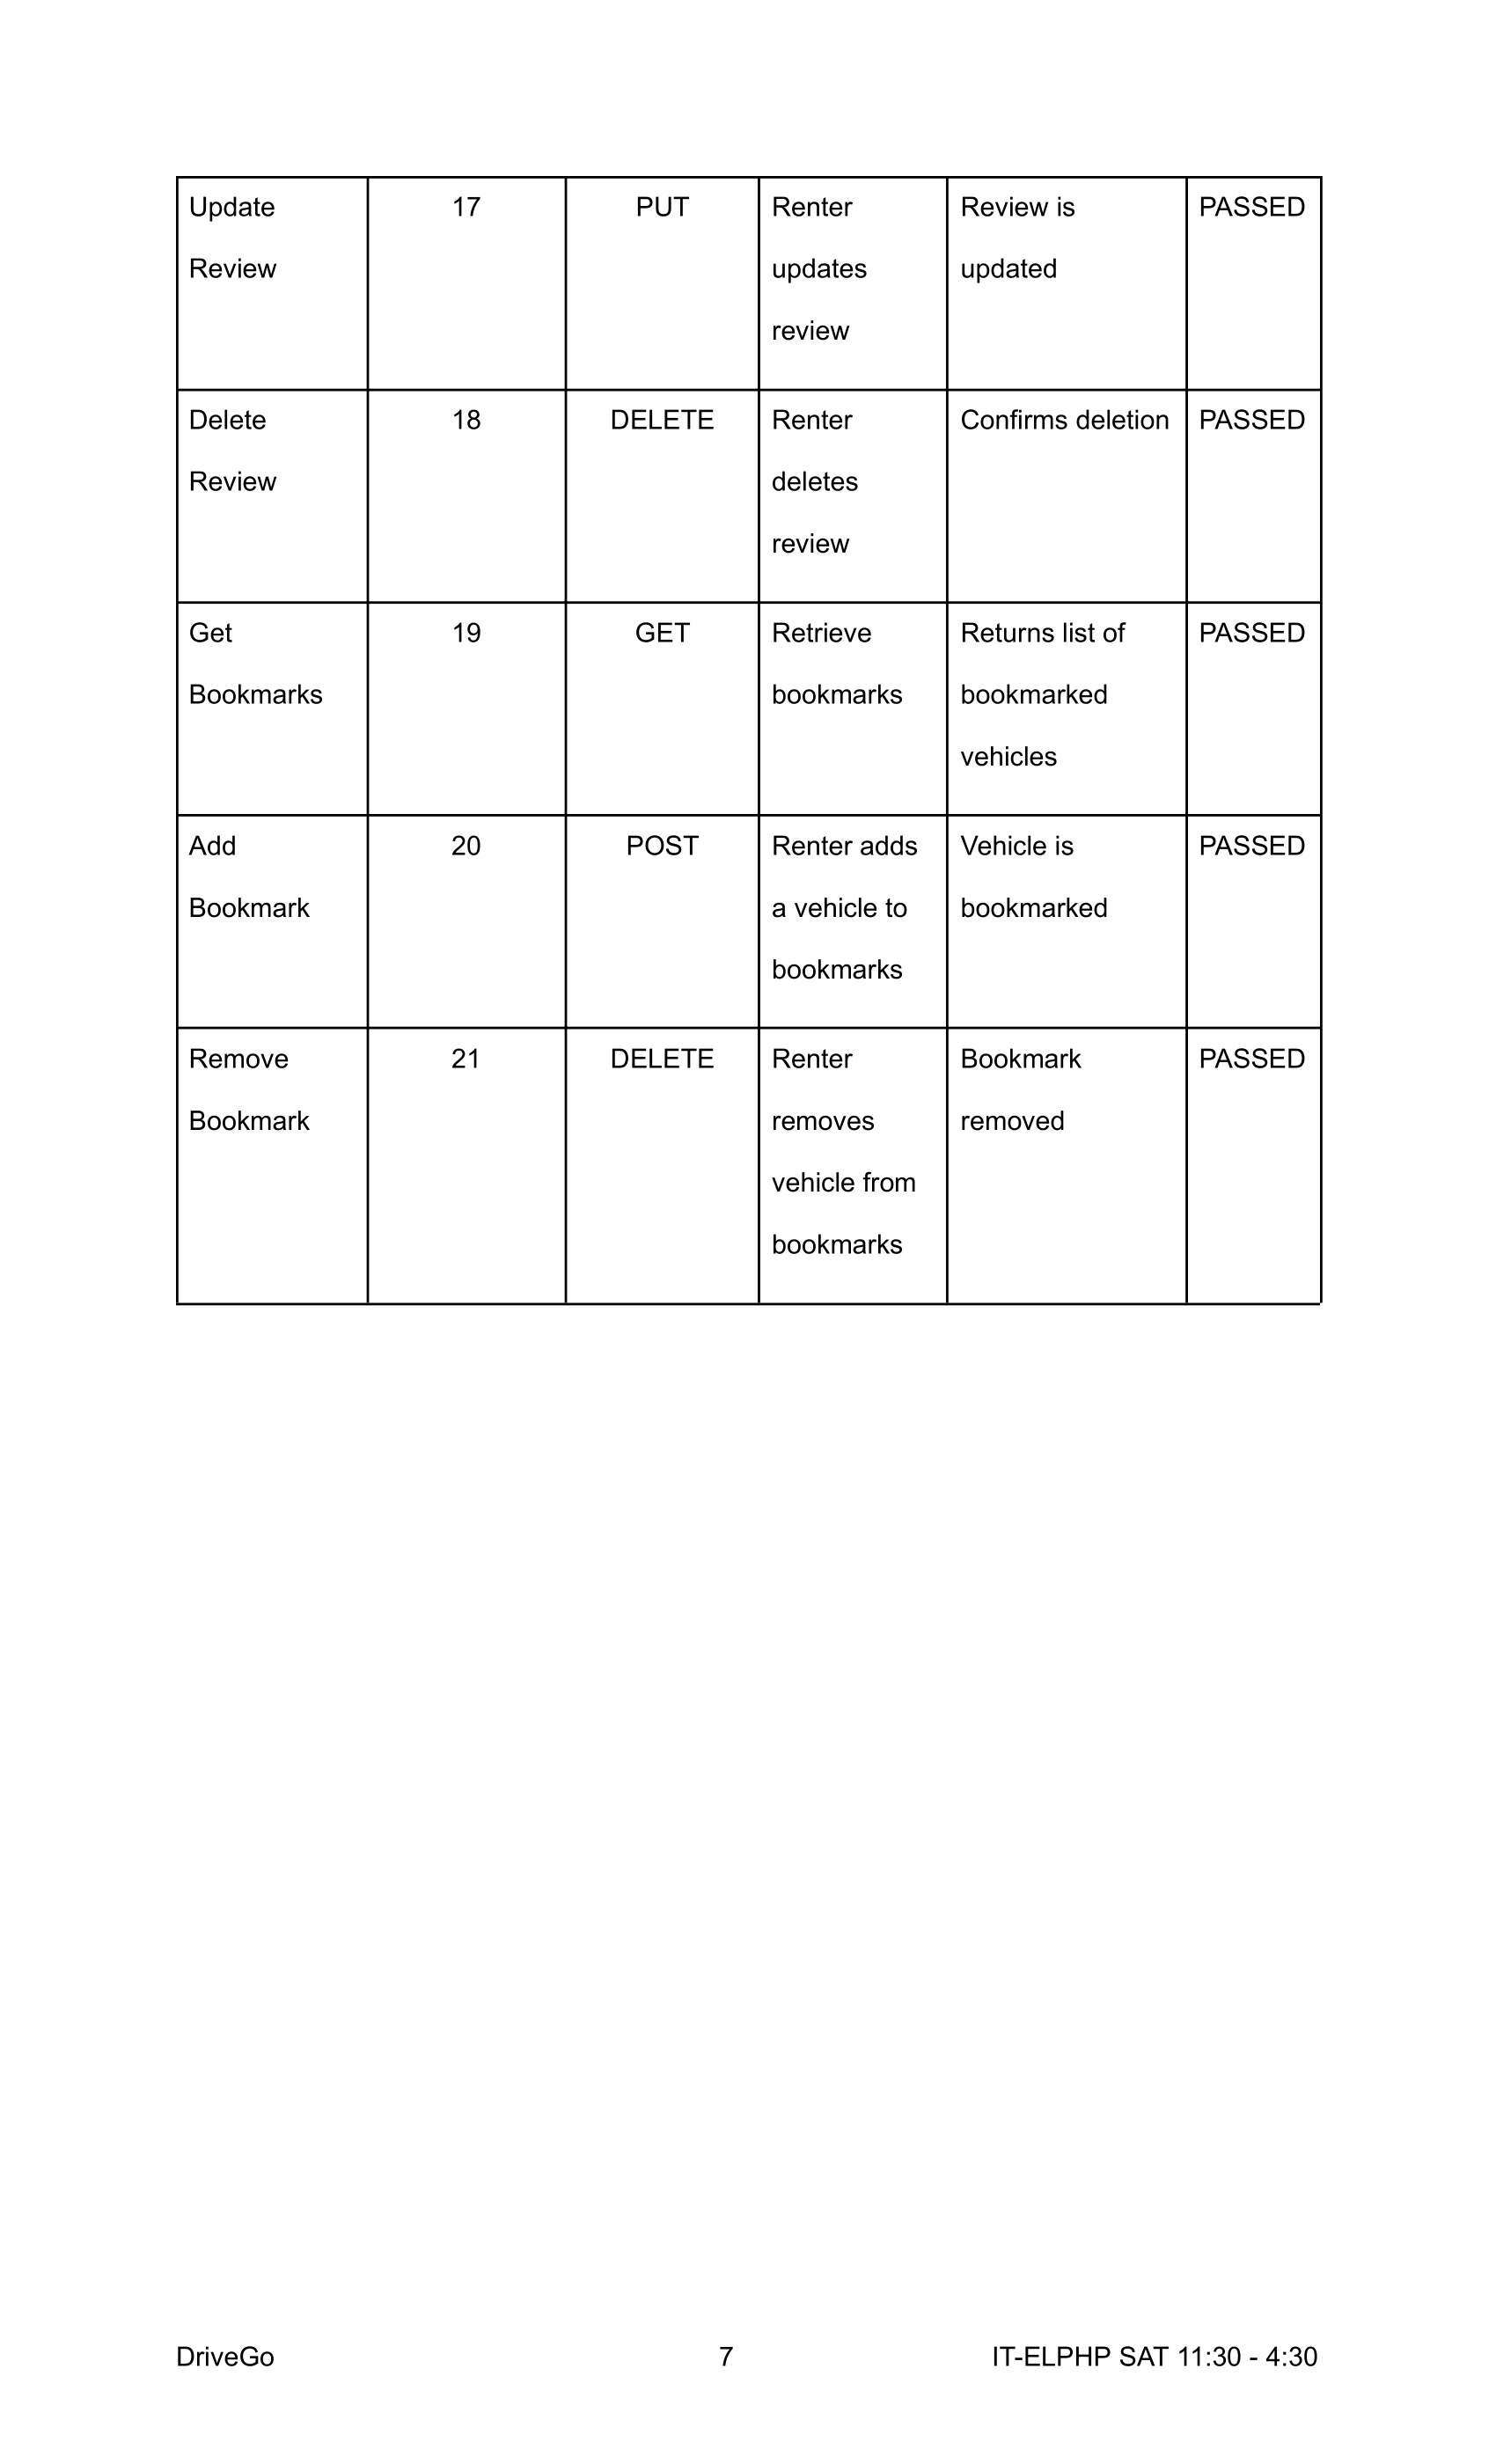 Update
Review
17
PUT
Renter
updates
review
Review is
updated
PASSED
Delete
Review
18
DELETE
Renter
deletes
review
Confirms deletion
PASSED
Get
Bookmarks
19
GET
Retrieve
bookmarks
Returns list of
bookmarked
vehicles
PASSED
Add
Bookmark
20
POST
Renter adds
a vehicle to
bookmarks
Vehicle is
bookmarked
PASSED
Remove
Bookmark
21
DELETE
Renter
removes
vehicle from
bookmarks
Bookmark
removed
PASSED
DriveGo 7 IT-ELPHP SAT 11:30 - 4:30